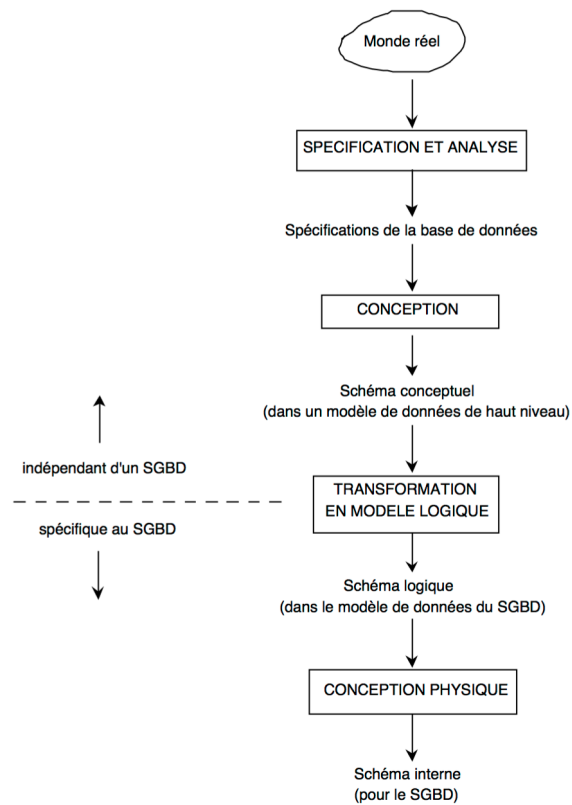 Monde réel
SPECIFICATION ET ANALYSE
Spécifications de la base de données
CONCEPTION
Schéma conceptuel
(dans un modèle de données de haut niveau)
indépendant d'un SGBD
TRANSFORMATION
EN MODELE LOGIQUE
spécifique au SGBD
Schéma logique
(dans le modèle de données du SGBD)
CONCEPTION PHYSIQUE
Schéma interne
(pour le SGBD)